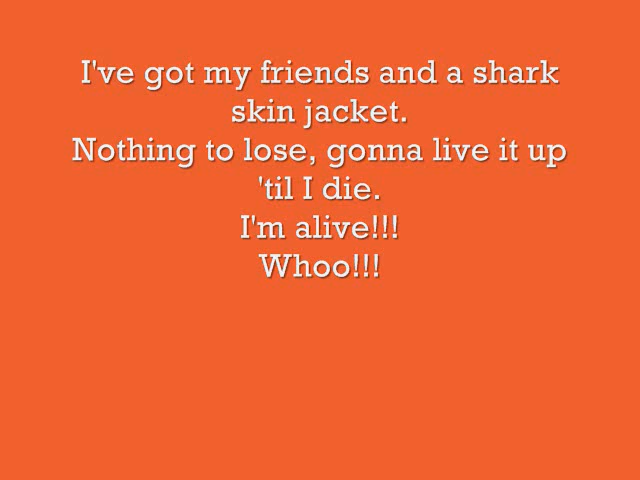 I've got my friends and a shark
skin jacket.
Nothing to lose, gonna live it up
'til I die.
I'm alive!!!
Whoo!!!